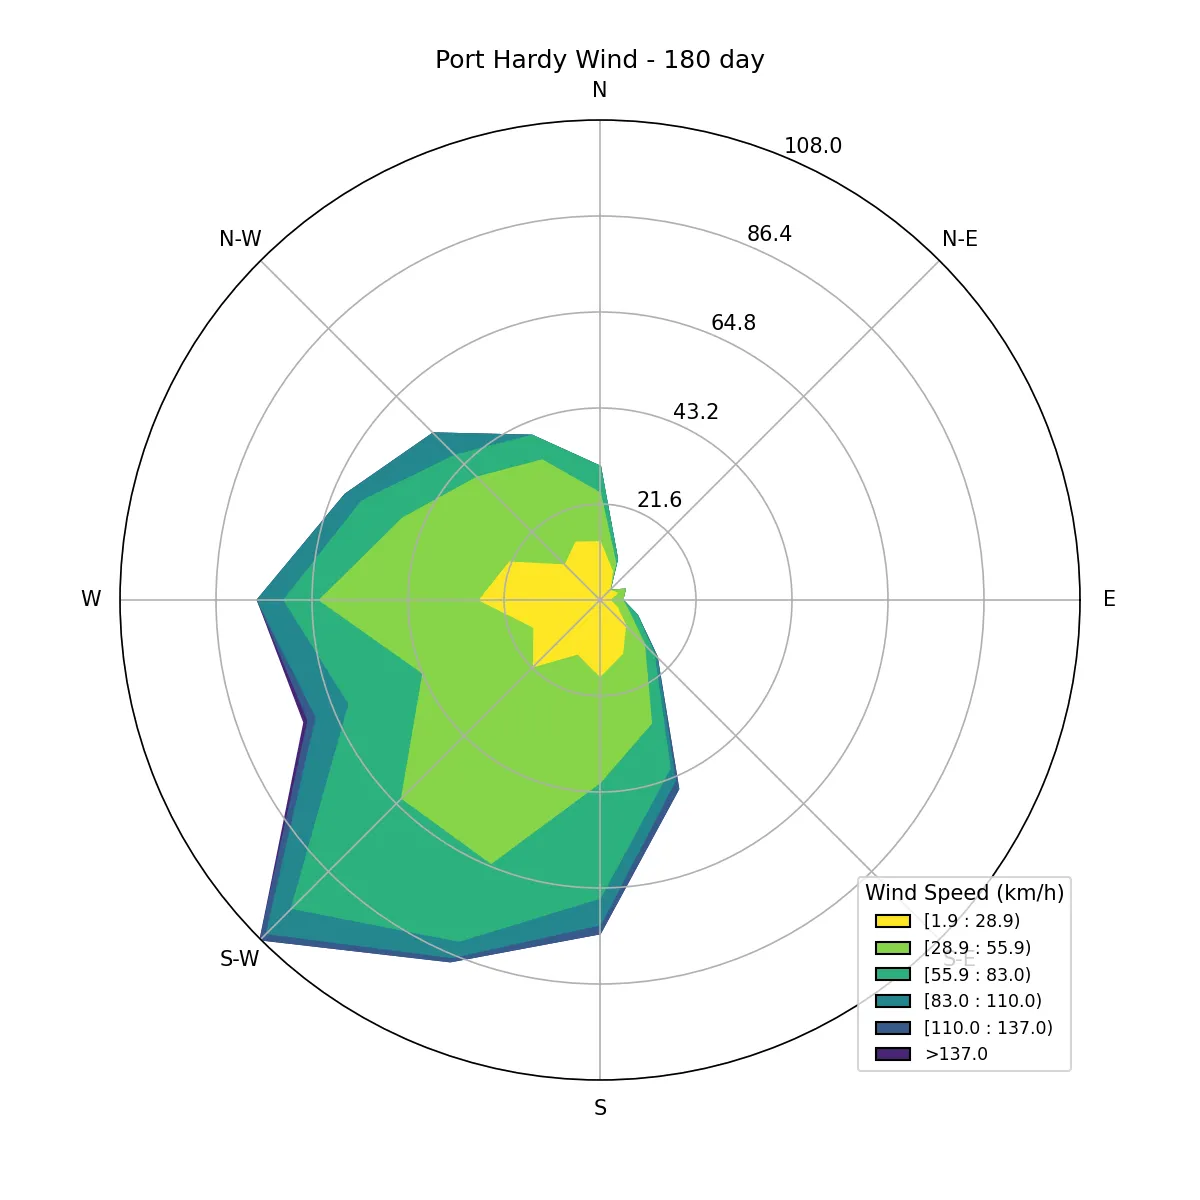 Port Hardy Wind - 180 day
N
108.0
N-W
N-E
86.4
64.8
43.2
21.6
W
E
S-W
S-E
S
Wind Speed (km/h)
[1.9 : 28.9)
[28.9 : 55.9)
[55.9 : 83.0)
[83.0 : 110.0)
[110.0 : 137.0)
>137.0